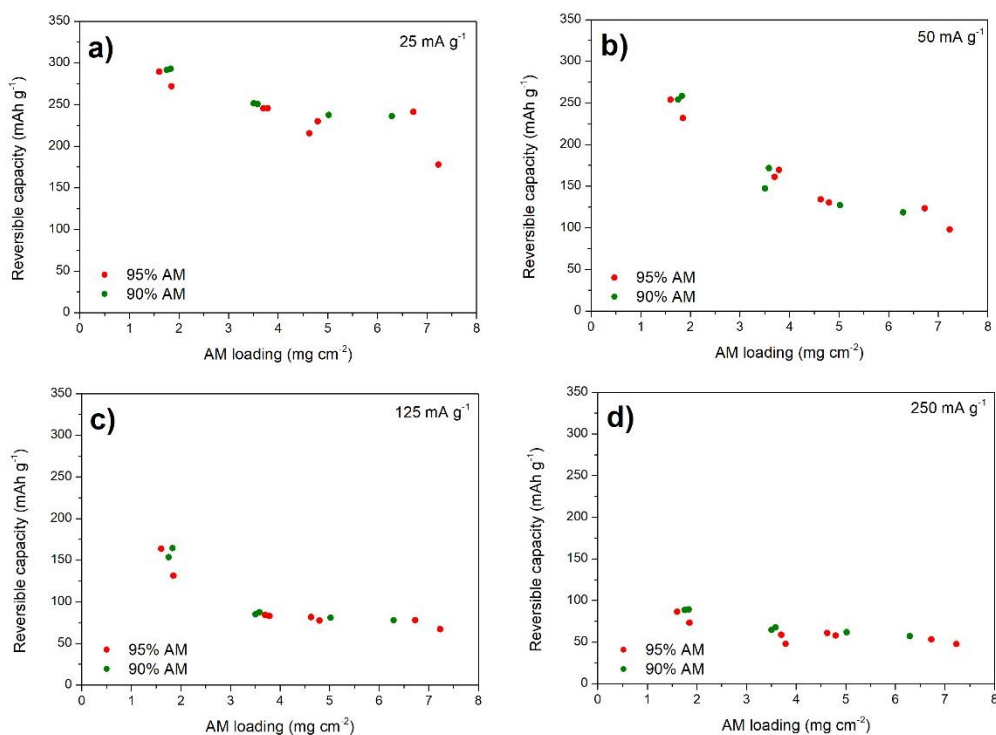 a)
25 mA g⁻¹
350
300
250
200
150
100
50
0
Reversible capacity (mAh g⁻¹)
95% AM
90% AM
0 1 2 3 4 5 6 7 8
AM loading (mg cm⁻²)
b)
50 mA g⁻¹
350
300
250
200
150
100
50
0
Reversible capacity (mAh g⁻¹)
95% AM
90% AM
0 1 2 3 4 5 6 7 8
AM loading (mg cm⁻²)
c)
125 mA g⁻¹
350
300
250
200
150
100
50
0
Reversible capacity (mAh g⁻¹)
95% AM
90% AM
0 1 2 3 4 5 6 7 8
AM loading (mg cm⁻²)
d)
250 mA g⁻¹
350
300
250
200
150
100
50
0
Reversible capacity (mAh g⁻¹)
95% AM
90% AM
0 1 2 3 4 5 6 7 8
AM loading (mg cm⁻²)